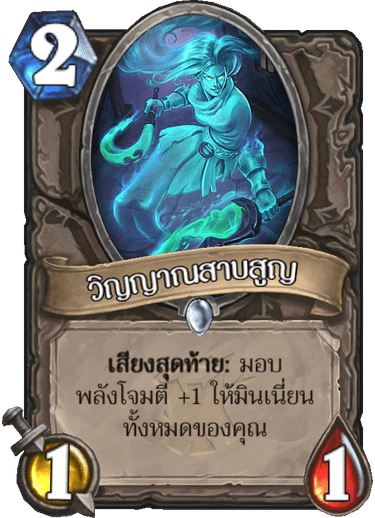 2
วิญญาณสาบสูญ
เสียงสุดท้าย: มอบ
พลังโจมตี +1 ให้มินเนี่ยน
ทั้งหมดของคุณ
1
1